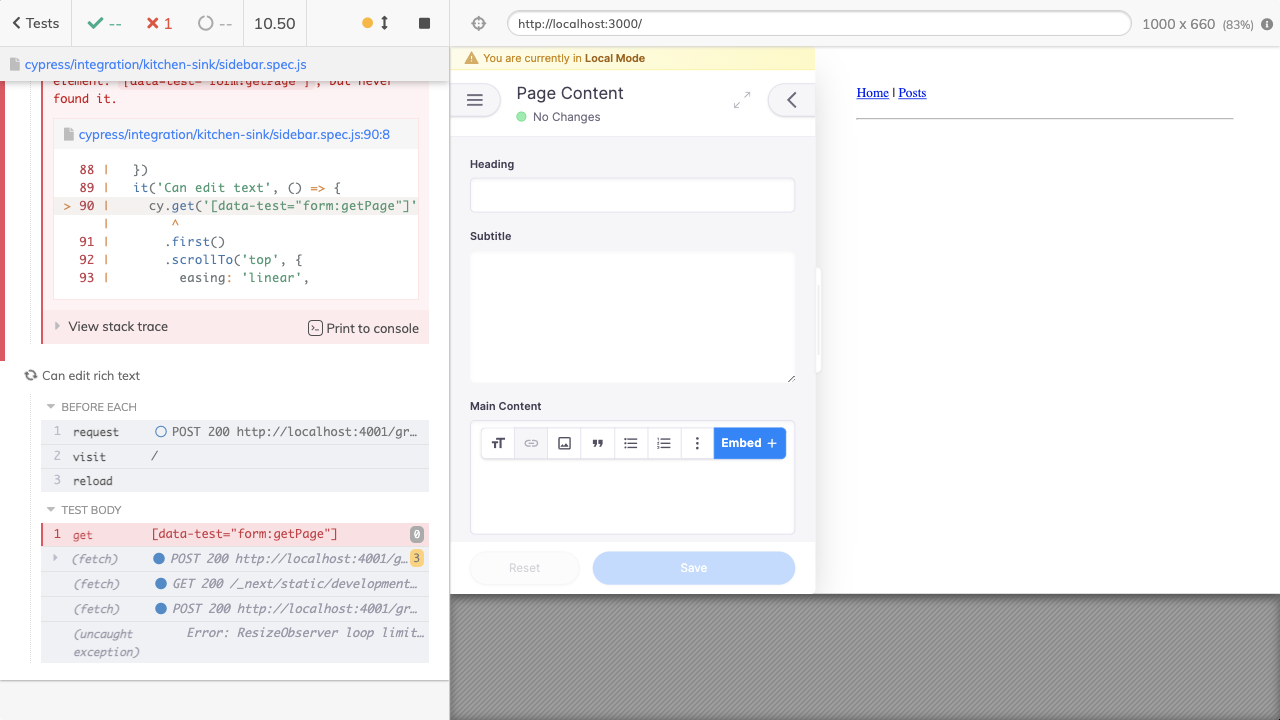 Tests
--
1
--
10.50
http://localhost:3000/
1000 x 660 (83%)
cypress/integration/kitchen-sink/sidebar.spec.js
element: [data-test="form:getPage"], but never
found it.
cypress/integration/kitchen-sink/sidebar.spec.js:90:8
88 | })
89 | it('Can edit text', () => {
> 90 | cy.get('[data-test="form:getPage"]'
| ^
91 | .first()
92 | .scrollTo('top', {
93 | easing: 'linear',
View stack trace
Print to console
Can edit rich text
BEFORE EACH
1 request POST 200 http://localhost:4001/gr...
2 visit /
3 reload
TEST BODY
1 get [data-test="form:getPage"] 0
(fetch) POST 200 http://localhost:4001/g... 3
(fetch) GET 200 /_next/static/development...
(fetch) POST 200 http://localhost:4001/gr...
(uncaught Error: ResizeObserver loop limit...
exception)
You are currently in Local Mode
Page Content
No Changes
Heading
Subtitle
Main Content
Embed +
Reset
Save
Home | Posts